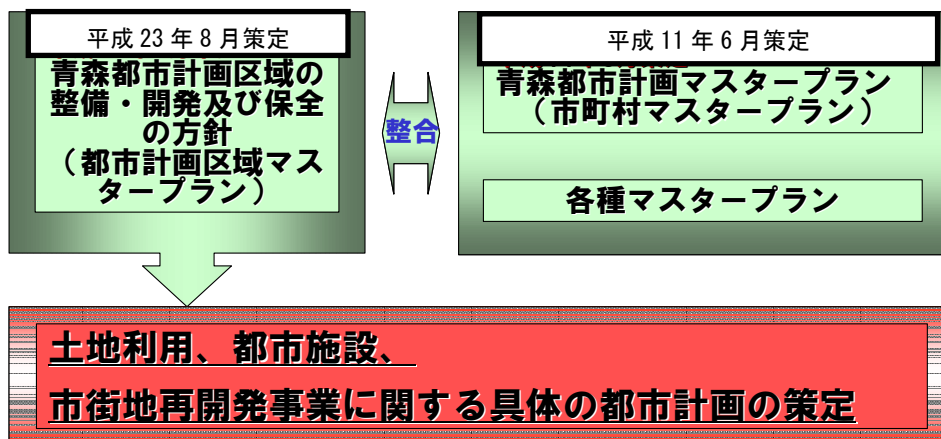 平成 23 年 8 月策定
青森都市計画区域の
整備・開発及び保全
の方針
（都市計画区域マス
タープラン）
整合
平成 11 年 6 月策定
青森都市計画マスタープラン
（市町村マスタープラン）
各種マスタープラン
土地利用、都市施設、
市街地再開発事業に関する具体の都市計画の策定